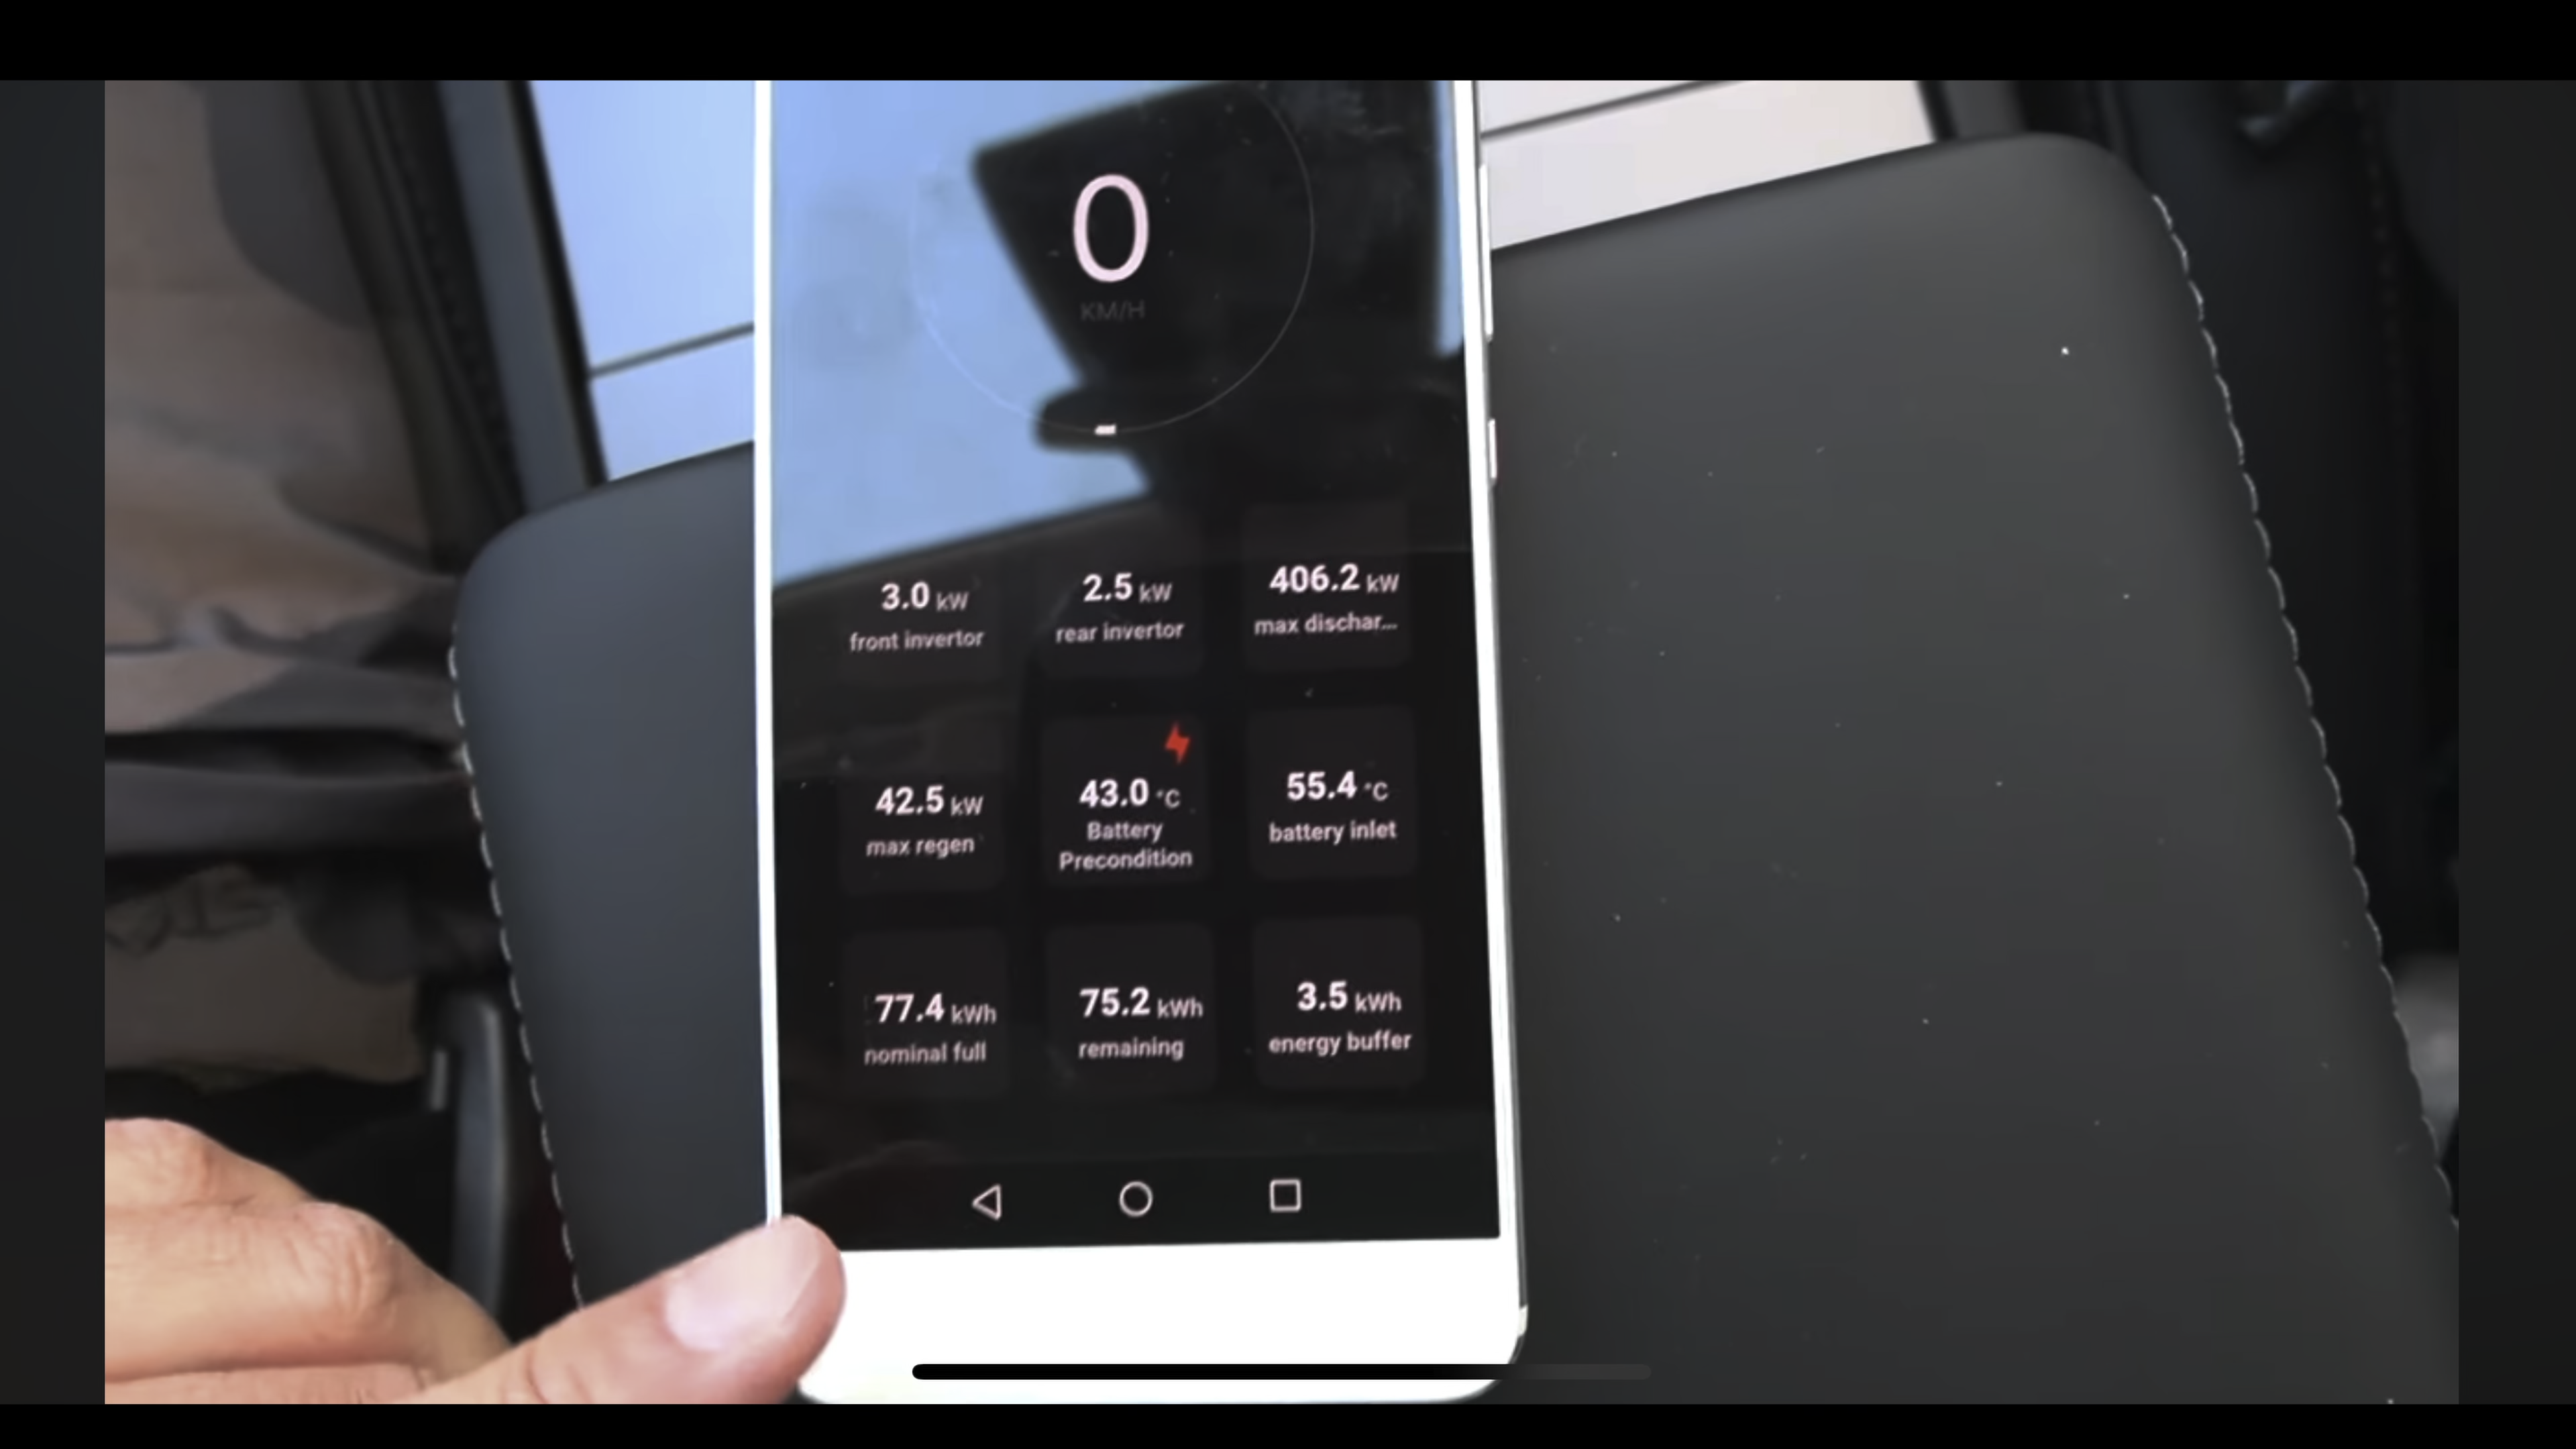 0
KM/H
3.0 kW
front invertor
2.5 kW
rear invertor
406.2 kW
max dischar...
42.5 kW
max regen
43.0 °C
Battery
Precondition
55.4 °C
battery inlet
77.4 kWh
nominal full
75.2 kWh
remaining
3.5 kWh
energy buffer